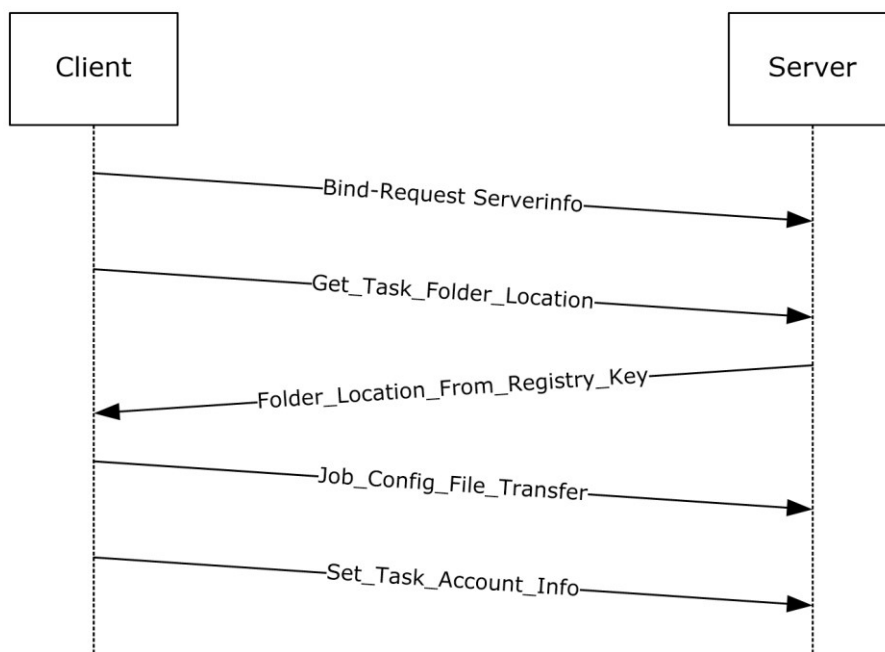 Client
Server
Bind-Request Serverinfo
Get_Task_Folder_Location
Folder_Location_From_Registry_Key
Job_Config_File_Transfer
Set_Task_Account_Info